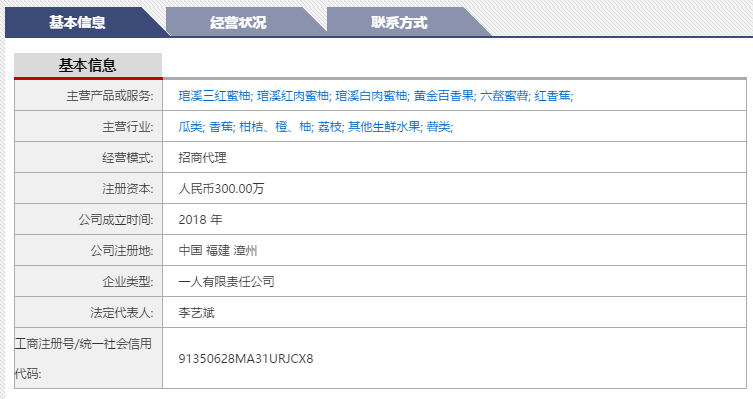 基本信息 经营状况 联系方式
基本信息
主营产品或服务: 琯溪三红蜜柚; 琯溪红肉蜜柚; 琯溪白肉蜜柚; 黄金百香果; 六鳌蜜薯; 红香蕉;
主营行业: 瓜类; 香蕉; 柑桔、橙、柚; 荔枝; 其他生鲜水果; 薯类;
经营模式: 招商代理
注册资本: 人民币300.00万
公司成立时间: 2018 年
公司注册地: 中国 福建 漳州
企业类型: 一人有限责任公司
法定代表人: 李艺斌
工商注册号/统一社会信用
代码: 91350628MA31URJCX8